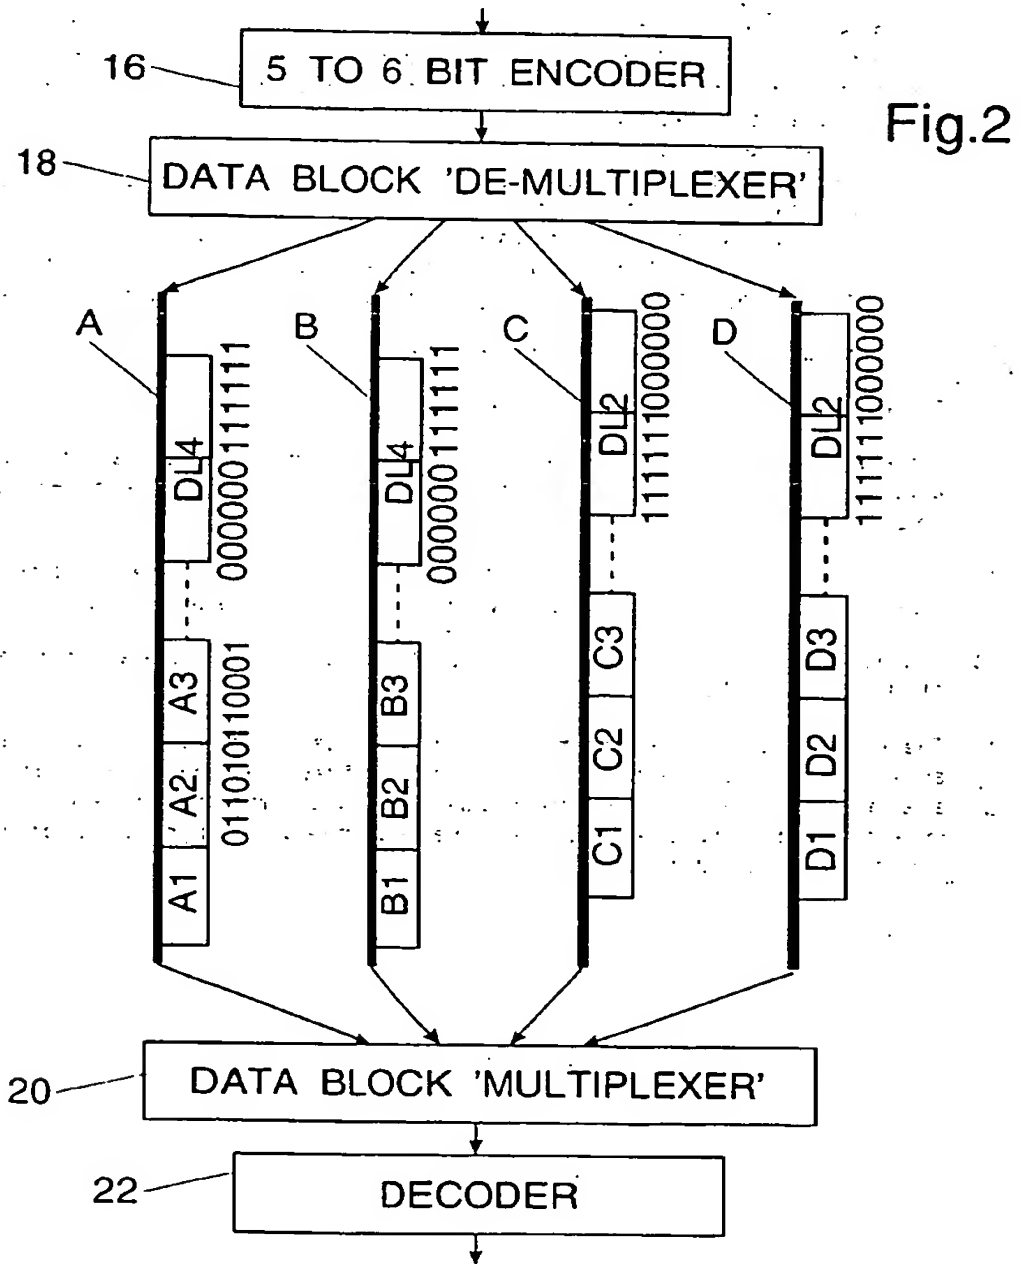 16
5 TO 6 BIT ENCODER
Fig.2
18
DATA BLOCK 'DE-MULTIPLEXER'
A
B
C
D
DL4
000000111111
DL4
000000111111
DL2
111111000000
DL2
111111000000
A1
A2
A3
011010110001
B1
B2
B3
C1
C2
C3
D1
D2
D3
20
DATA BLOCK 'MULTIPLEXER'
22
DECODER